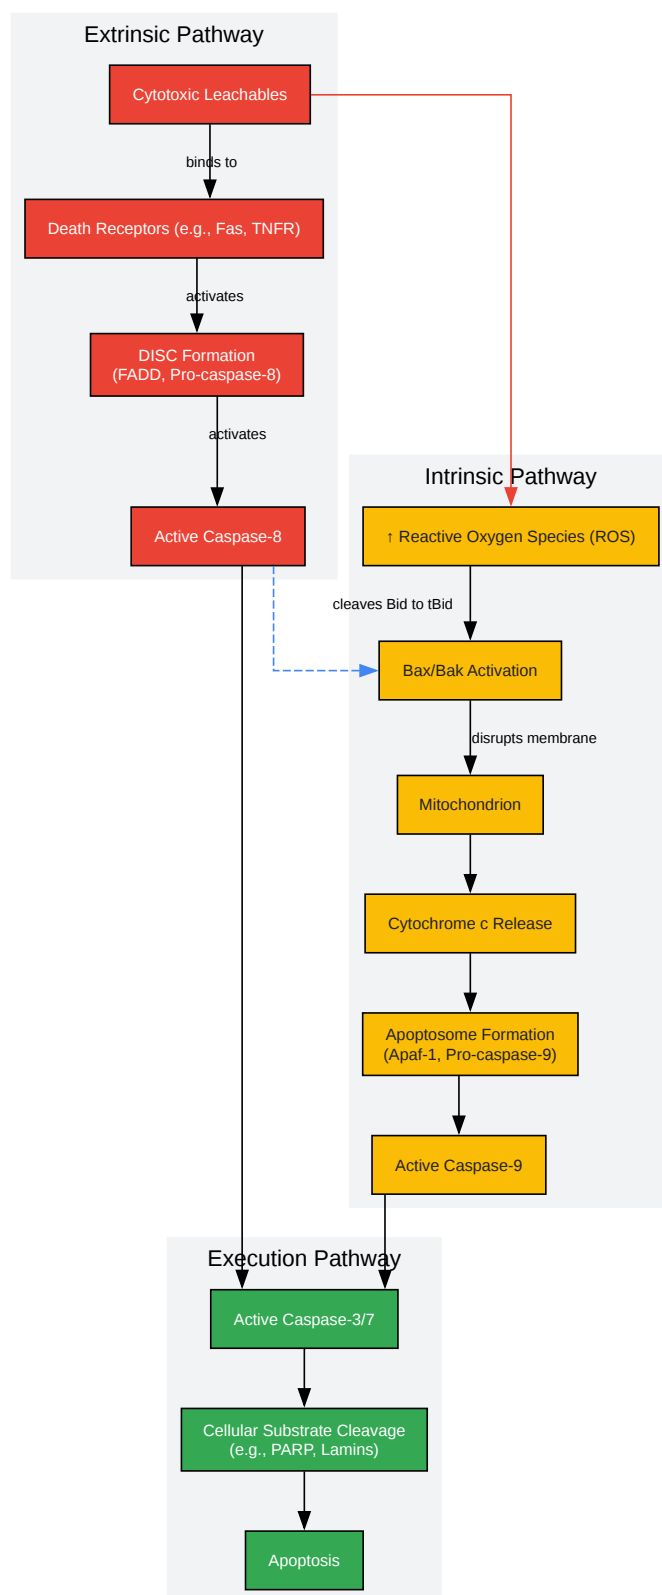 Extrinsic Pathway
Cytotoxic Leachables
binds to
Death Receptors (e.g., Fas, TNFR)
activates
DISC Formation
(FADD, Pro-caspase-8)
activates
Active Caspase-8
Intrinsic Pathway
↑ Reactive Oxygen Species (ROS)
cleaves Bid to tBid
Bax/Bak Activation
disrupts membrane
Mitochondrion
Cytochrome c Release
Apoptosome Formation
(Apaf-1, Pro-caspase-9)
Active Caspase-9
Execution Pathway
Active Caspase-3/7
Cellular Substrate Cleavage
(e.g., PARP, Lamins)
Apoptosis